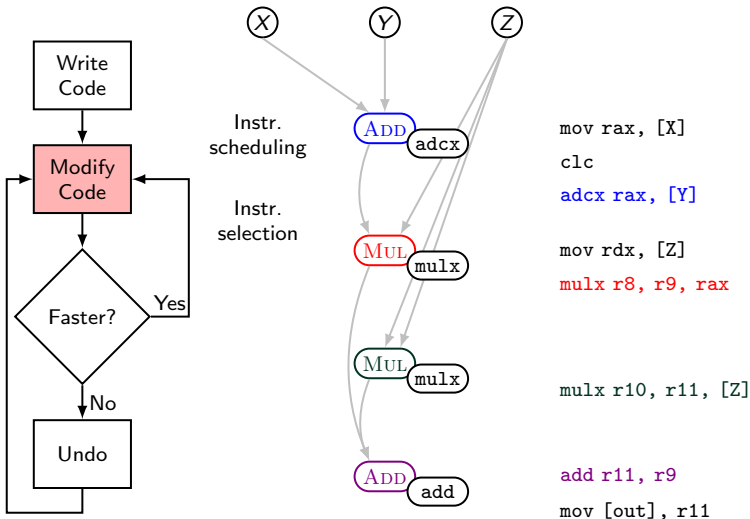 Write
Code
Modify
Code
Faster?
Yes
No
Undo
Instr.
scheduling
Instr.
selection
X
Y
Z
ADD
adcx
MUL
mulx
MUL
mulx
ADD
add
mov rax, [X]
clc
adcx rax, [Y]
mov rdx, [Z]
mulx r8, r9, rax
mulx r10, r11, [Z]
add r11, r9
mov [out], r11